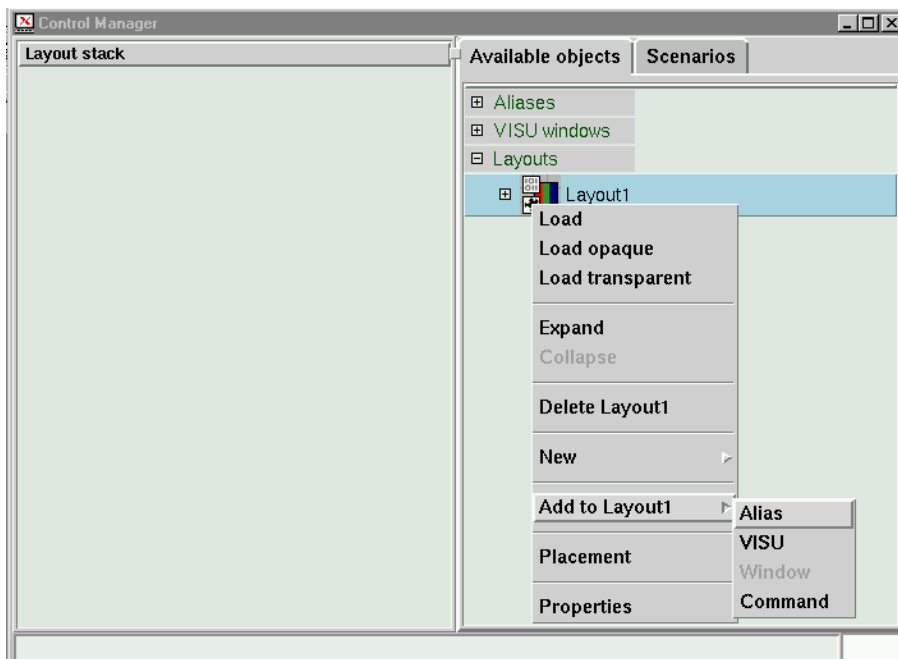 Control Manager
Layout stack
Available objects
Scenarios
Aliases
VISU windows
Layouts
Layout1
Load
Load opaque
Load transparent
Expand
Collapse
Delete Layout1
New
Add to Layout1
Alias
VISU
Window
Command
Placement
Properties